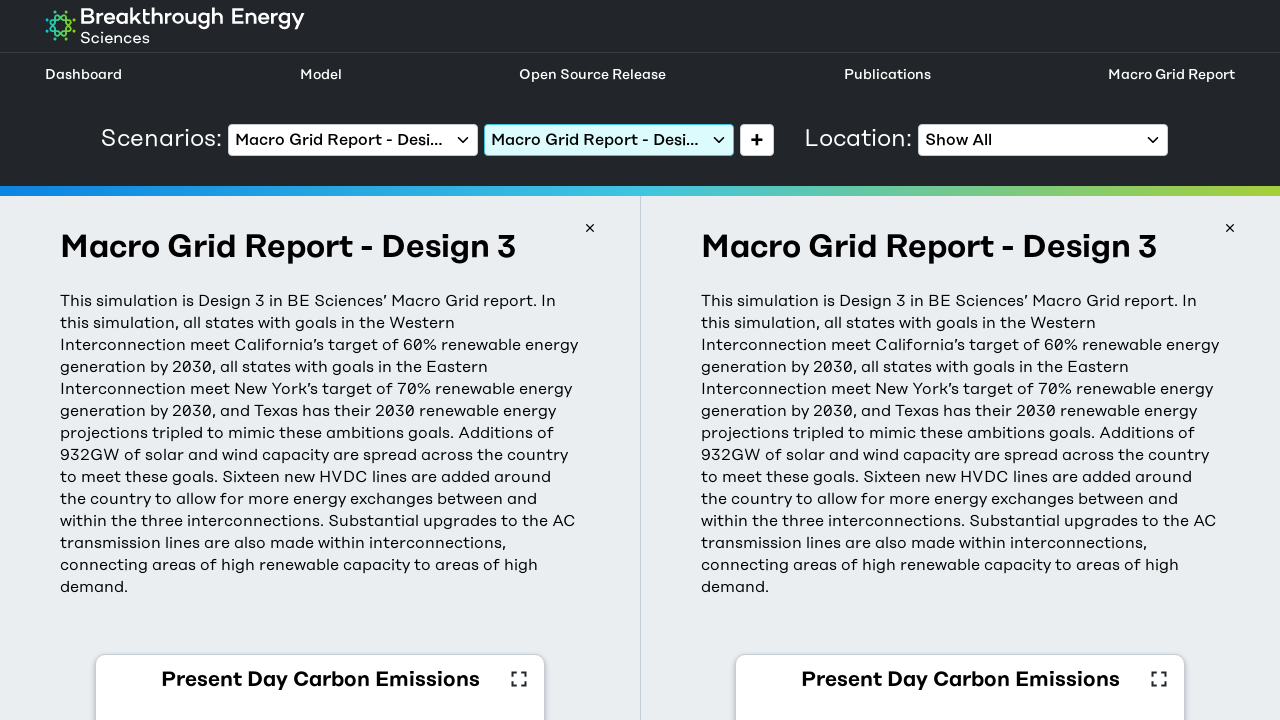 Breakthrough Energy
Sciences
Dashboard
Model
Open Source Release
Publications
Macro Grid Report
Scenarios:
Macro Grid Report - Desi...
Macro Grid Report - Desi...
+
Location:
Show All
×
Macro Grid Report - Design 3
This simulation is Design 3 in BE Sciences’ Macro Grid report. In
this simulation, all states with goals in the Western
Interconnection meet California’s target of 60% renewable energy
generation by 2030, all states with goals in the Eastern
Interconnection meet New York’s target of 70% renewable energy
generation by 2030, and Texas has their 2030 renewable energy
projections tripled to mimic these ambitions goals. Additions of
932GW of solar and wind capacity are spread across the country
to meet these goals. Sixteen new HVDC lines are added around
the country to allow for more energy exchanges between and
within the three interconnections. Substantial upgrades to the AC
transmission lines are also made within interconnections,
connecting areas of high renewable capacity to areas of high
demand.
Present Day Carbon Emissions
×
Macro Grid Report - Design 3
This simulation is Design 3 in BE Sciences’ Macro Grid report. In
this simulation, all states with goals in the Western
Interconnection meet California’s target of 60% renewable energy
generation by 2030, all states with goals in the Eastern
Interconnection meet New York’s target of 70% renewable energy
generation by 2030, and Texas has their 2030 renewable energy
projections tripled to mimic these ambitions goals. Additions of
932GW of solar and wind capacity are spread across the country
to meet these goals. Sixteen new HVDC lines are added around
the country to allow for more energy exchanges between and
within the three interconnections. Substantial upgrades to the AC
transmission lines are also made within interconnections,
connecting areas of high renewable capacity to areas of high
demand.
Present Day Carbon Emissions